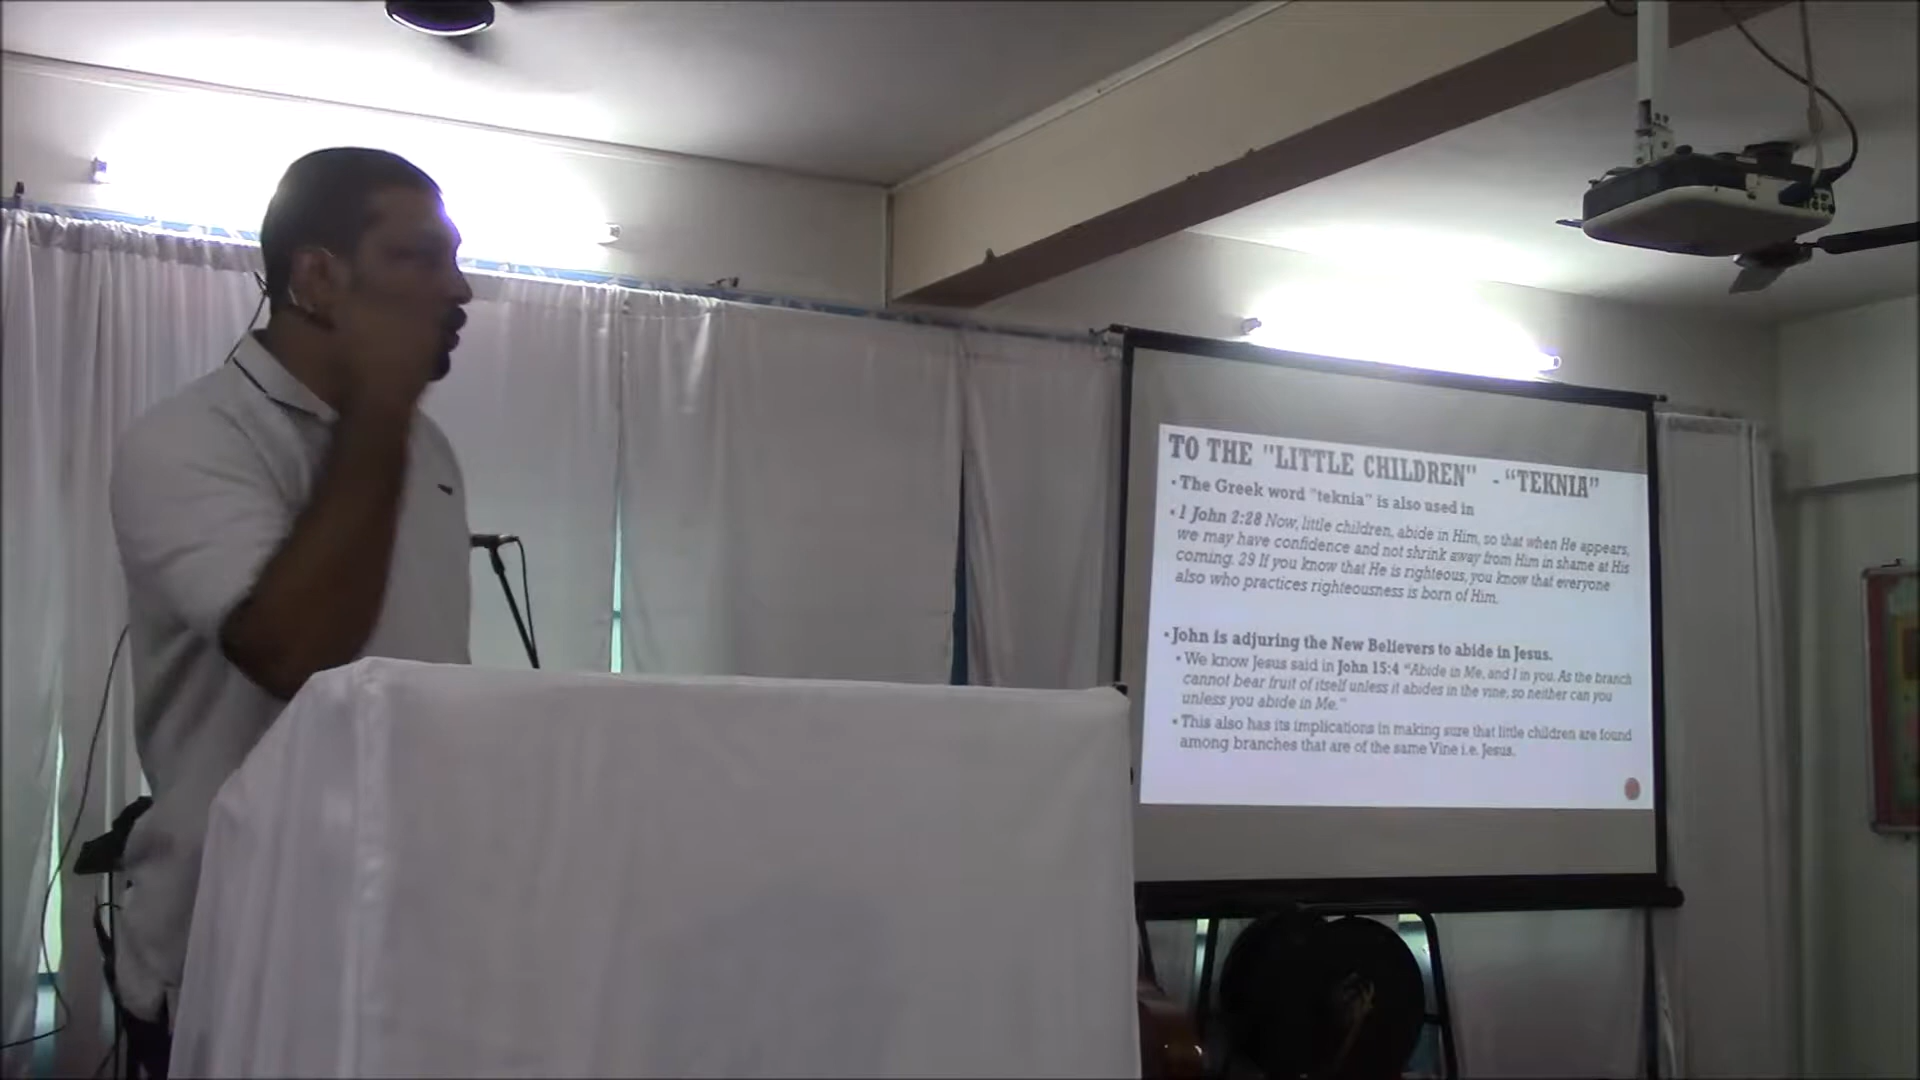 TO THE "LITTLE CHILDREN" - “TEKNIA”
• The Greek word "teknia" is also used in
• 1 John 2:28 Now, little children, abide in Him, so that when He appears,
we may have confidence and not shrink away from Him in shame at His
coming. 29 If you know that He is righteous, you know that everyone
also who practices righteousness is born of Him.
• John is adjuring the New Believers to abide in Jesus.
• We know Jesus said in John 15:4 “Abide in Me, and I in you. As the branch
cannot bear fruit of itself unless it abides in the vine, so neither can you
unless you abide in Me.”
• This also has its implications in making sure that little children are found
among branches that are of the same Vine i.e. Jesus.